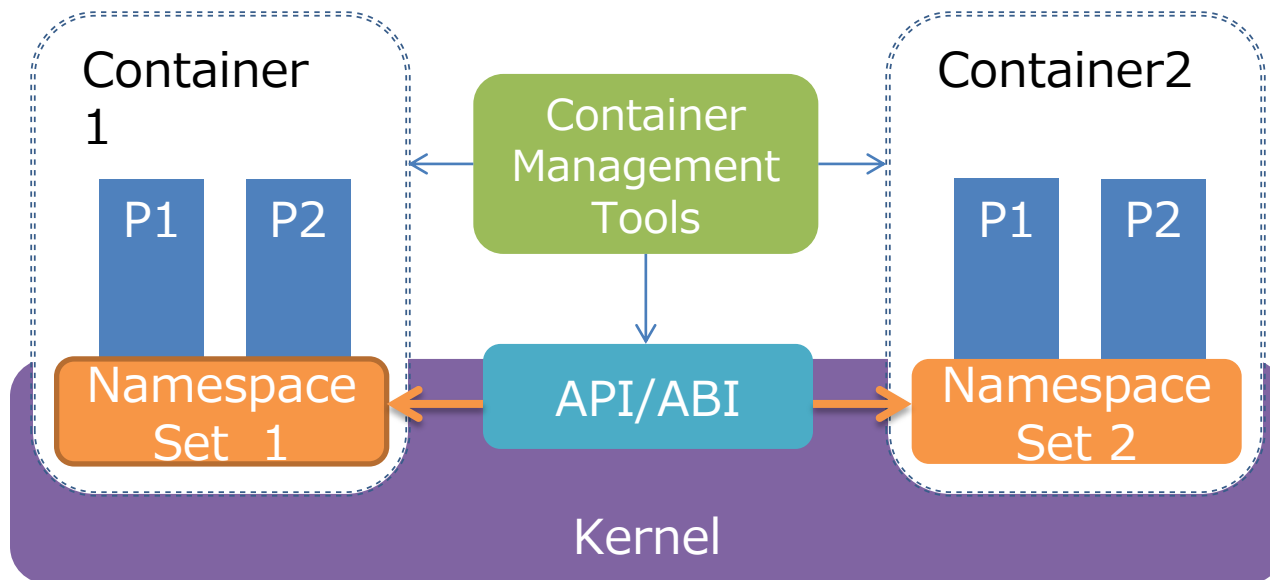 Container
1
Container
Management
Tools
Container2
P1
P2
P1
P2
Namespace
Set 1
API/ABI
Namespace
Set 2
Kernel